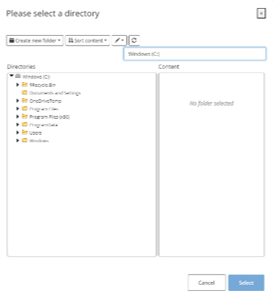 Please select a directory
Create new folder
Sort content
Windows (C:)
Directories
Content
Windows (C:)
$Recycle.Bin
Documents and Settings
OneDriveTemp
Program Files
Program Files (x86)
ProgramData
Users
Windows
No folder selected
Cancel
Select